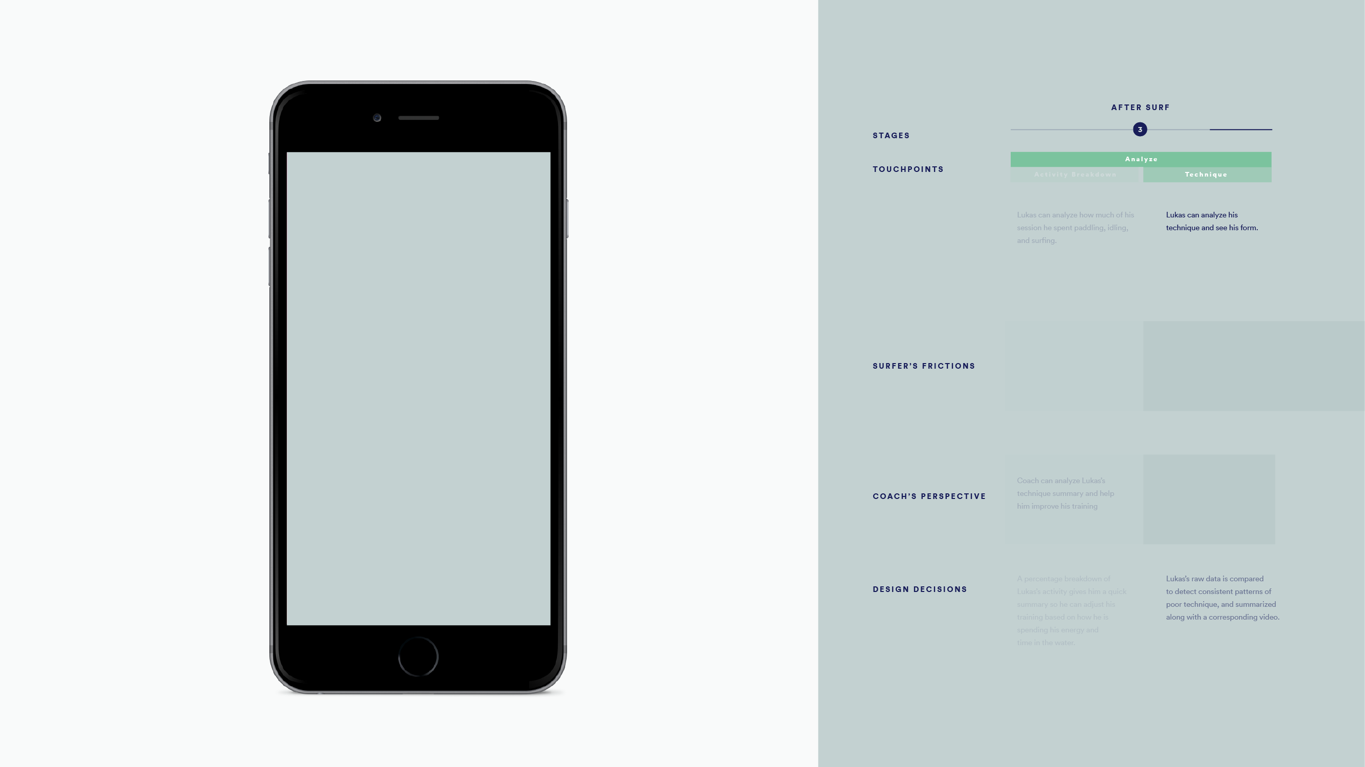 AFTER SURF
STAGES
3
TOUCHPOINTS
Analyze
Activity Breakdown
Technique
Lukas can analyze how much of his
session he spent paddling, idling,
and surfing.
Lukas can analyze his
technique and see his form.
SURFER'S FRICTIONS
COACH'S PERSPECTIVE
Coach can analyze Lukas's
technique summary and help
him improve his training
DESIGN DECISIONS
A percentage breakdown of
Lukas's activity gives him a quick
summary so he can adjust his
training based on how he is
spending his energy and
time in the water.
Lukas's raw data is compared
to detect consistent patterns of
poor technique, and summarized
along with a corresponding video.